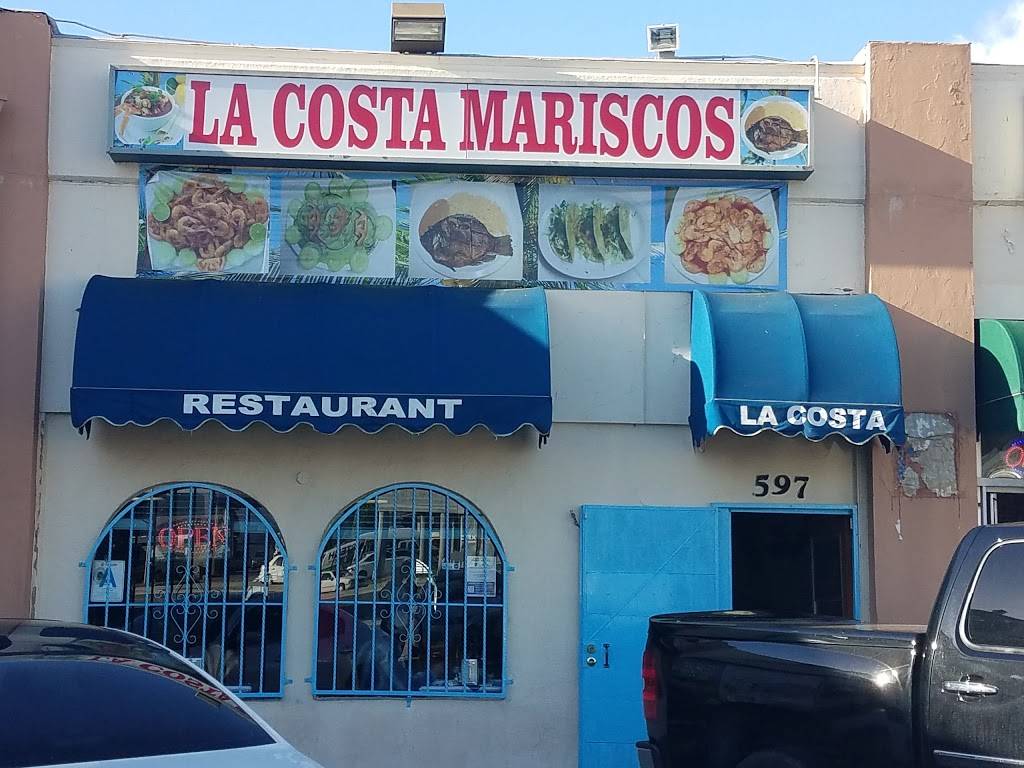 LA COSTA MARISCOS
RESTAURANT
LA COSTA
597
OPEN
A